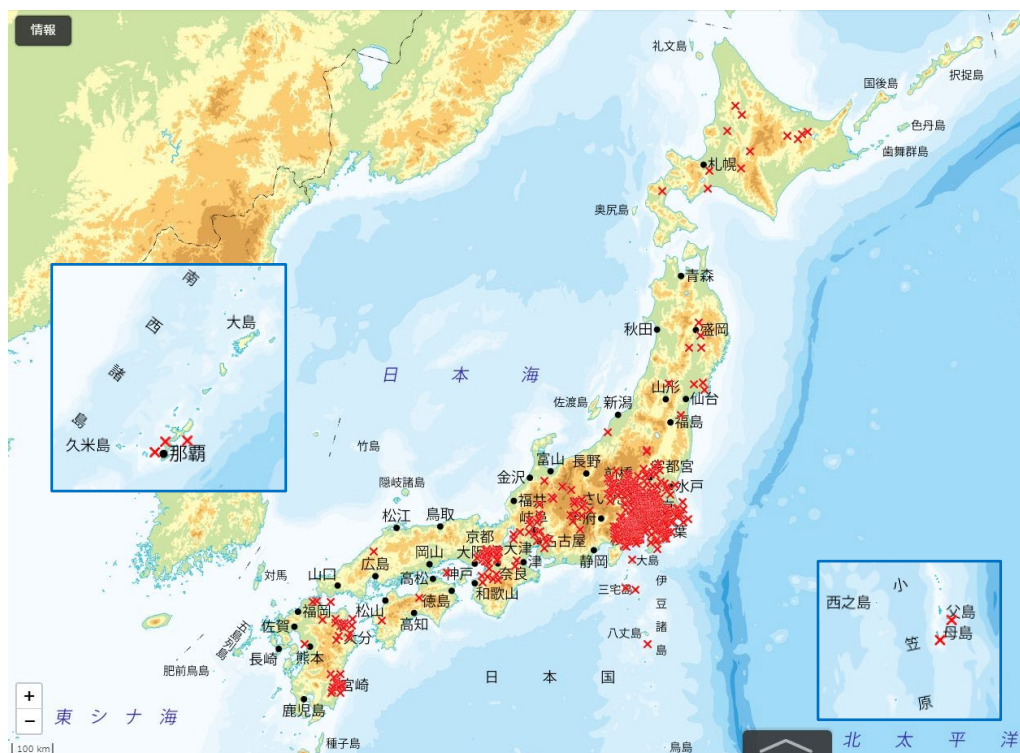 情報
礼文島
択捉島
国後島
色丹島
歯舞群島
札幌
奥尻島
青森
秋田
盛岡
南
西
諸
島
大島
久米島
那覇
日本海
山形
仙台
佐渡島
新潟
福島
竹島
富山
長野
宇都宮
金沢
水戸
隠岐諸島
福井
さい
岐阜
松江
鳥取
京都
名古屋
葉
岡山
大阪
大津
津
静岡
大島
対馬
山口
広島
高松
神戸
奈良
三宅島
伊
豆
諸
島
福岡
松山
徳島
和歌山
八丈島
佐賀
高知
大分
五島列島
長崎
熊本
肥前鳥島
宮崎
日本国
鹿児島
種子島
鳥島
東シナ海
小
笠
原
西之島
父島
母島
北太平洋
+
−
100 km